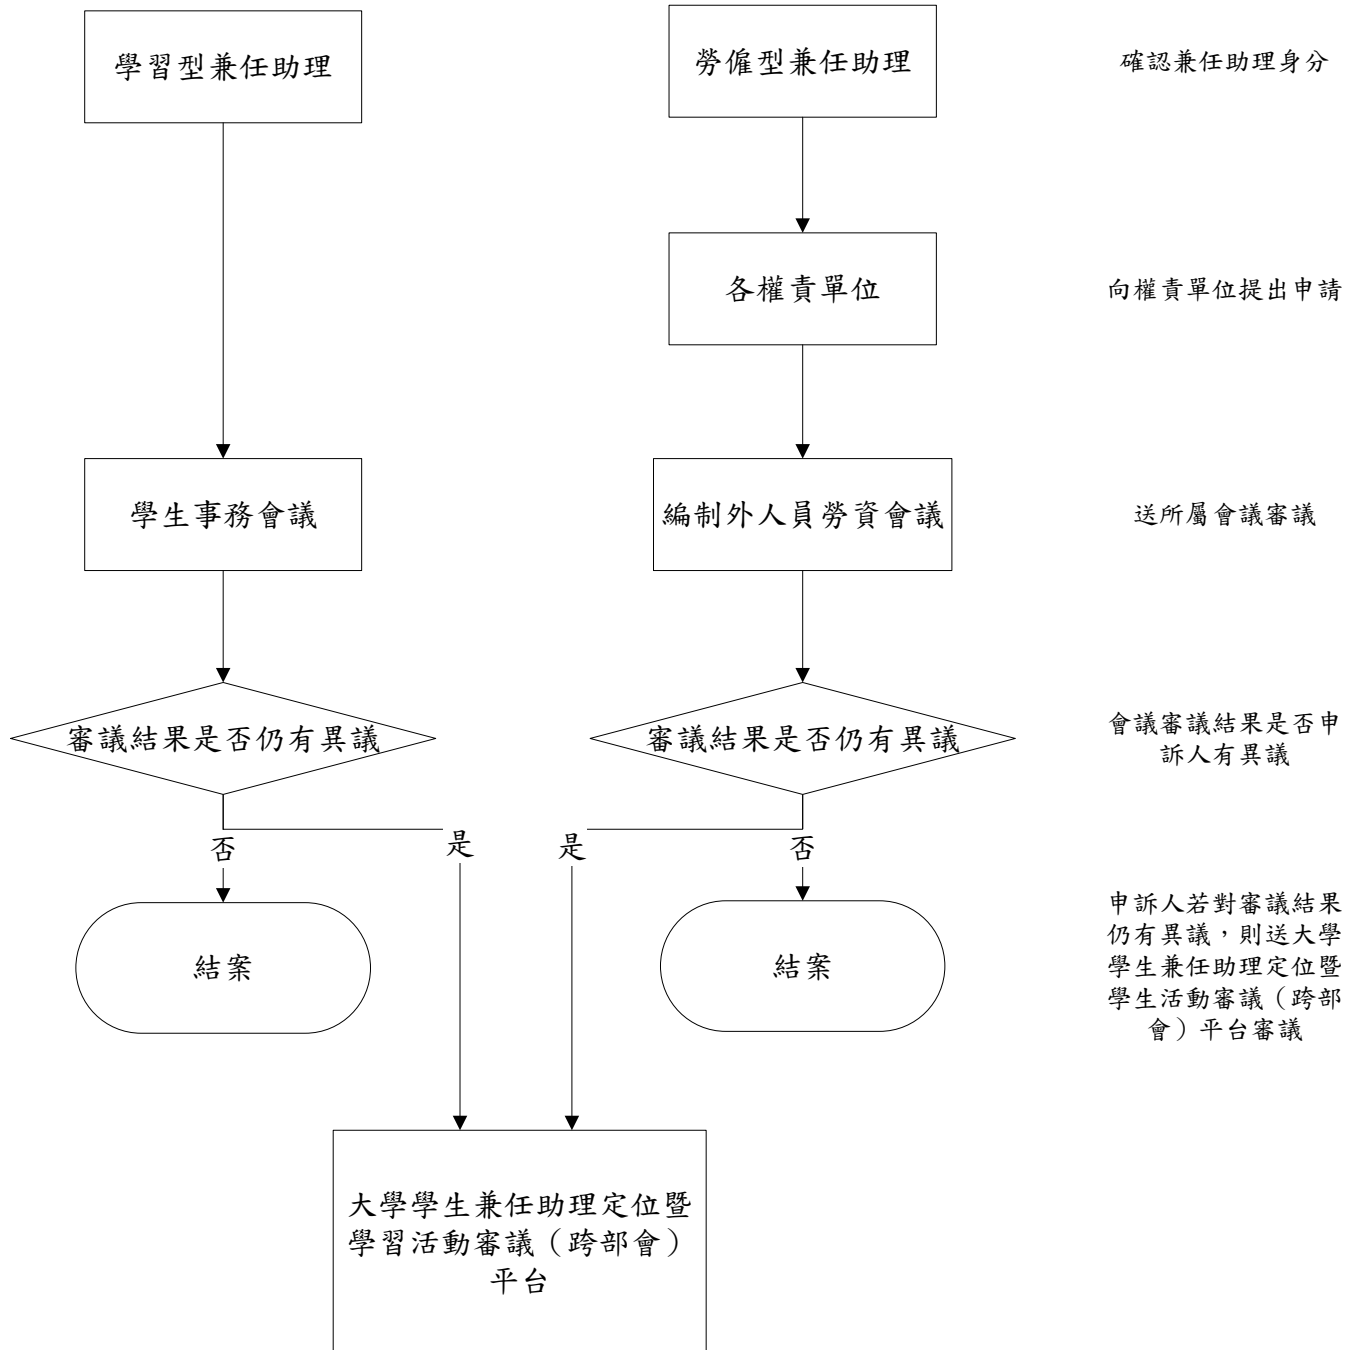 學習型兼任助理
勞僱型兼任助理
確認兼任助理身分
各權責單位
向權責單位提出申請
學生事務會議
編制外人員勞資會議
送所屬會議審議
審議結果是否仍有異議
審議結果是否仍有異議
會議審議結果是否申
訴人有異議
否
是
是
否
結案
結案
申訴人若對審議結果
仍有異議，則送大學
學生兼任助理定位暨
學生活動審議（跨部
會）平台審議
大學學生兼任助理定位暨
學習活動審議（跨部會）
平台